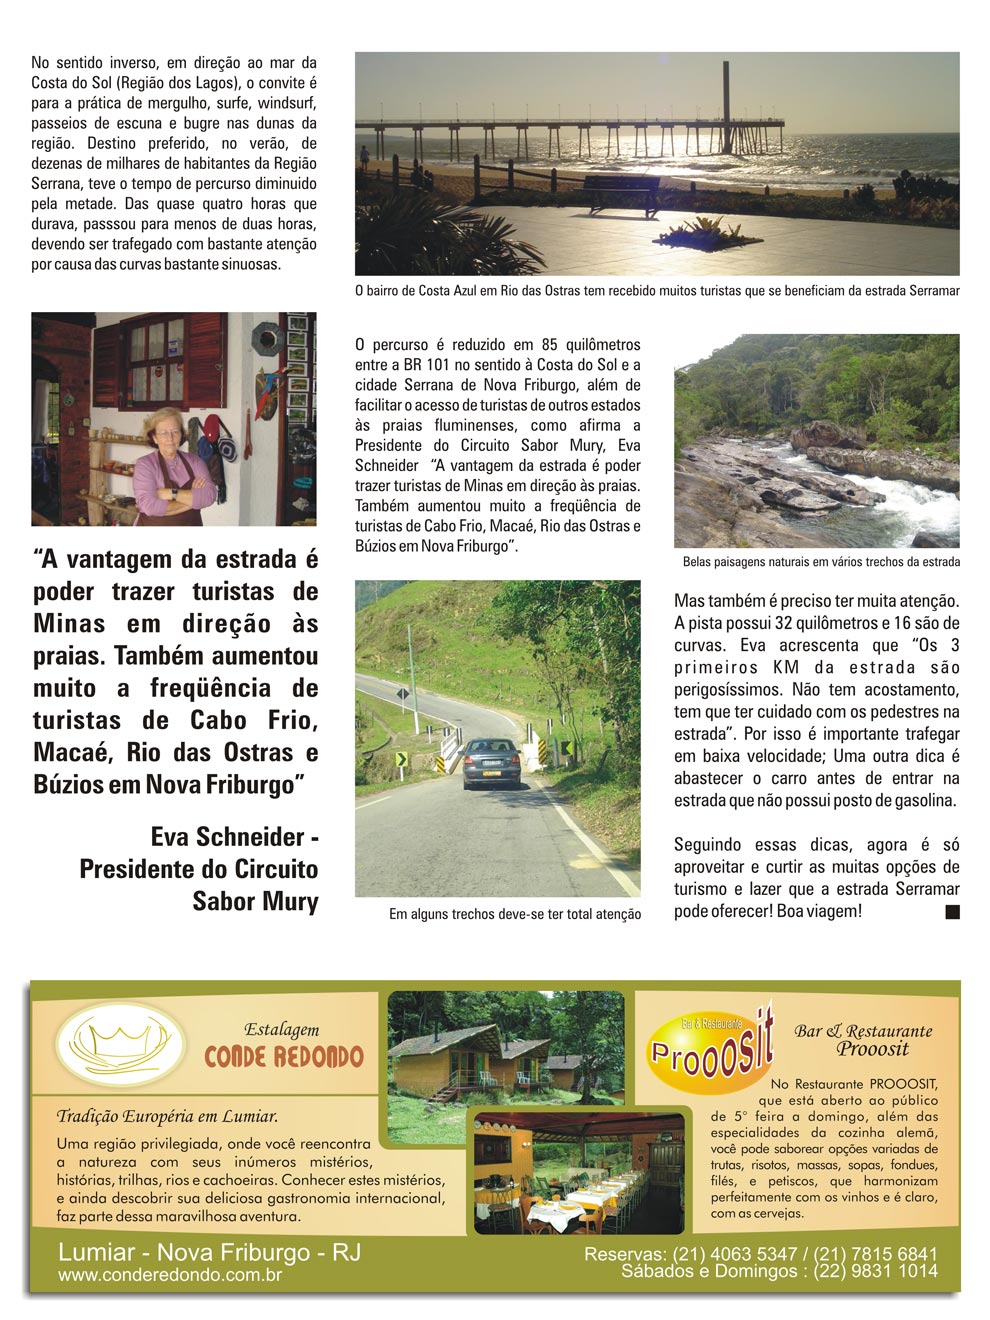 No sentido inverso, em direção ao mar da
Costa do Sol (Região dos Lagos), o convite é
para a prática de mergulho, surfe, windsurf,
passeios de escuna e bugre nas dunas da
região. Destino preferido, no verão, de
dezenas de milhares de habitantes da Região
Serrana, teve o tempo de percurso diminuido
pela metade. Das quase quatro horas que
durava, passsou para menos de duas horas,
devendo ser trafegado com bastante atenção
por causa das curvas bastante sinuosas.
O bairro de Costa Azul em Rio das Ostras tem recebido muitos turistas que se beneficiam da estrada Serramar
“A vantagem da estrada é
poder trazer turistas de
Minas em direção às
praias. Também aumentou
muito a freqüência de
turistas de Cabo Frio,
Macaé, Rio das Ostras e
Búzios em Nova Friburgo”
Eva Schneider -
Presidente do Circuito
Sabor Mury
O percurso é reduzido em 85 quilômetros
entre a BR 101 no sentido à Costa do Sol e a
cidade Serrana de Nova Friburgo, além de
facilitar o acesso de turistas de outros estados
às praias fluminenses, como afirma a
Presidente do Circuito Sabor Mury, Eva
Schneider “A vantagem da estrada é poder
trazer turistas de Minas em direção às praias.
Também aumentou muito a freqüência de
turistas de Cabo Frio, Macaé, Rio das Ostras e
Búzios em Nova Friburgo”.
Em alguns trechos deve-se ter total atenção
Belas paisagens naturais em vários trechos da estrada
Mas também é preciso ter muita atenção.
A pista possui 32 quilômetros e 16 são de
curvas. Eva acrescenta que “Os 3
primeiros KM da estrada são
perigosíssimos. Não tem acostamento,
tem que ter cuidado com os pedestres na
estrada”. Por isso é importante trafegar
em baixa velocidade; Uma outra dica é
abastecer o carro antes de entrar na
estrada que não possui posto de gasolina.
Seguindo essas dicas, agora é só
aproveitar e curtir as muitas opções de
turismo e lazer que a estrada Serramar
pode oferecer! Boa viagem!
Estalagem
CONDE REDONDO
Tradição Européria em Lumiar.
Uma região privilegiada, onde você reencontra
a natureza com seus inúmeros mistérios,
histórias, trilhas, rios e cachoeiras. Conhecer estes mistérios,
e ainda descobrir sua deliciosa gastronomia internacional,
faz parte dessa maravilhosa aventura.
Bar & Restaurante
Prooosit
Bar & Restaurante
Prooosit
No Restaurante PROOOSIT,
que está aberto ao público
de 5° feira a domingo, além das
especialidades da cozinha alemã,
você pode saborear opções variadas de
trutas, risotos, massas, sopas, fondues,
filés, e petiscos, que harmonizam
perfeitamente com os vinhos e é claro,
com as cervejas.
Lumiar - Nova Friburgo - RJ
www.conderedondo.com.br
Reservas: (21) 4063 5347 / (21) 7815 6841
Sábados e Domingos : (22) 9831 1014